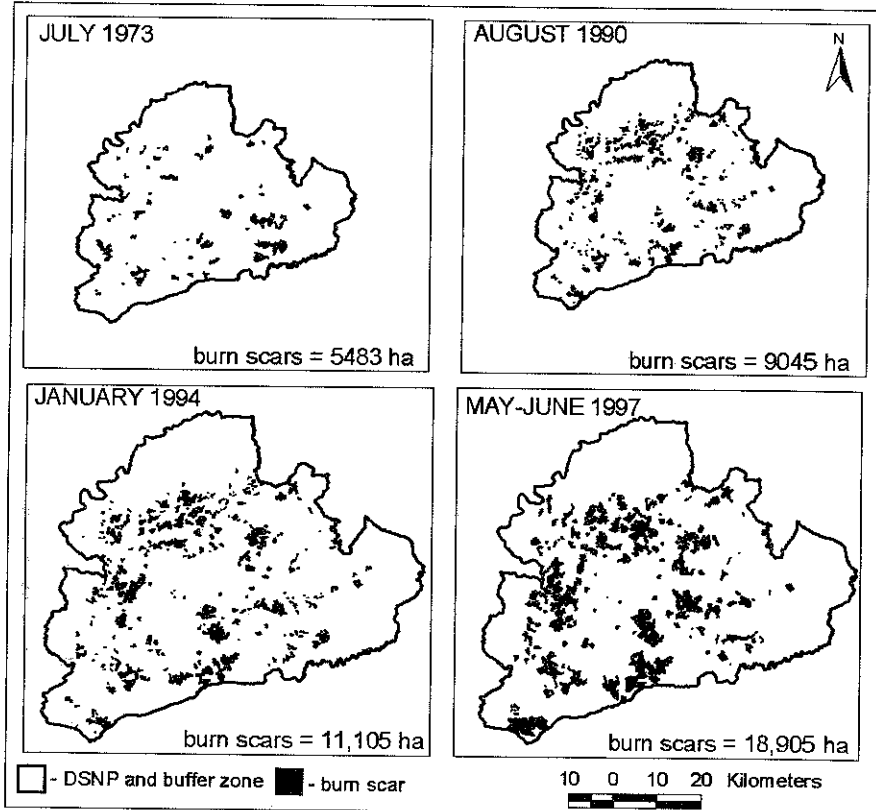 JULY 1973
burn scars = 5483 ha
AUGUST 1990
N
burn scars = 9045 ha
JANUARY 1994
burn scars = 11,105 ha
MAY-JUNE 1997
burn scars = 18,905 ha
- DSNP and buffer zone - burn scar
10 0 10 20 Kilometers